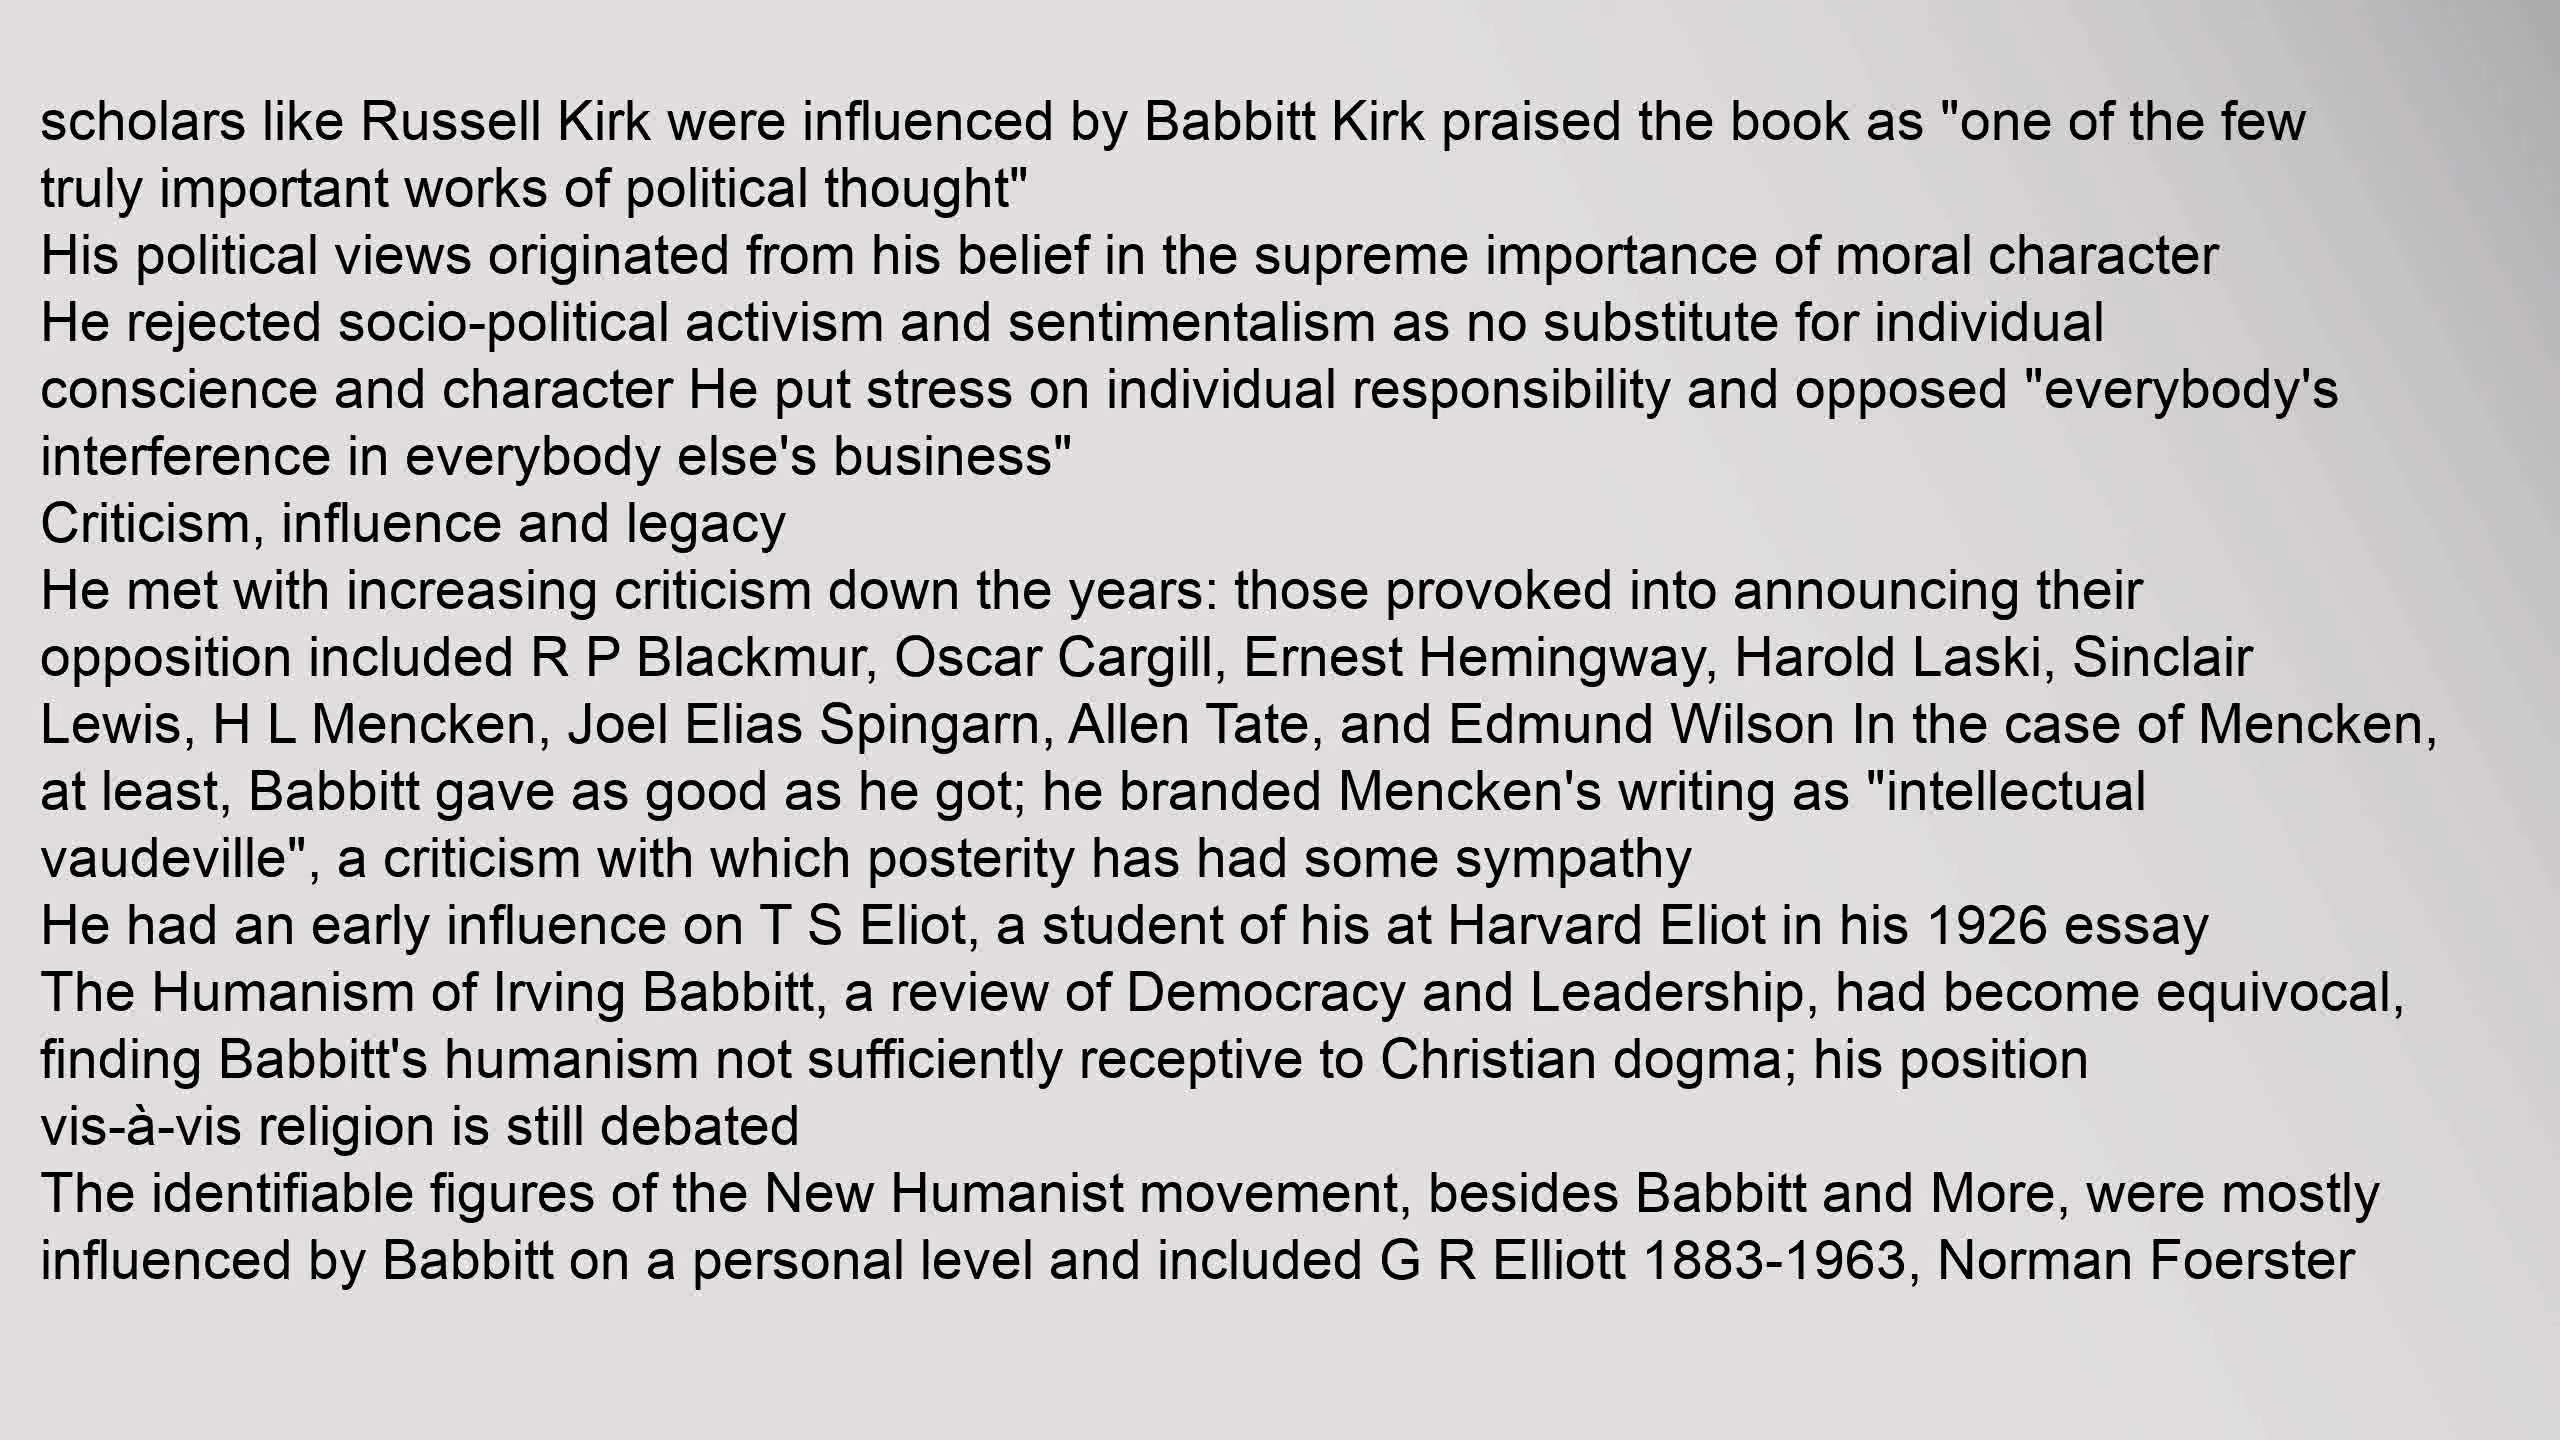 scholars like Russell Kirk were influenced by Babbitt Kirk praised the book as "one of the few
truly important works of political thought"
His political views originated from his belief in the supreme importance of moral character
He rejected socio-political activism and sentimentalism as no substitute for individual
conscience and character He put stress on individual responsibility and opposed "everybody's
interference in everybody else's business"
Criticism, influence and legacy
He met with increasing criticism down the years: those provoked into announcing their
opposition included R P Blackmur, Oscar Cargill, Ernest Hemingway, Harold Laski, Sinclair
Lewis, H L Mencken, Joel Elias Spingarn, Allen Tate, and Edmund Wilson In the case of Mencken,
at least, Babbitt gave as good as he got; he branded Mencken's writing as "intellectual
vaudeville", a criticism with which posterity has had some sympathy
He had an early influence on T S Eliot, a student of his at Harvard Eliot in his 1926 essay
The Humanism of Irving Babbitt, a review of Democracy and Leadership, had become equivocal,
finding Babbitt's humanism not sufficiently receptive to Christian dogma; his position
vis-à-vis religion is still debated
The identifiable figures of the New Humanist movement, besides Babbitt and More, were mostly
influenced by Babbitt on a personal level and included G R Elliott 1883-1963, Norman Foerster